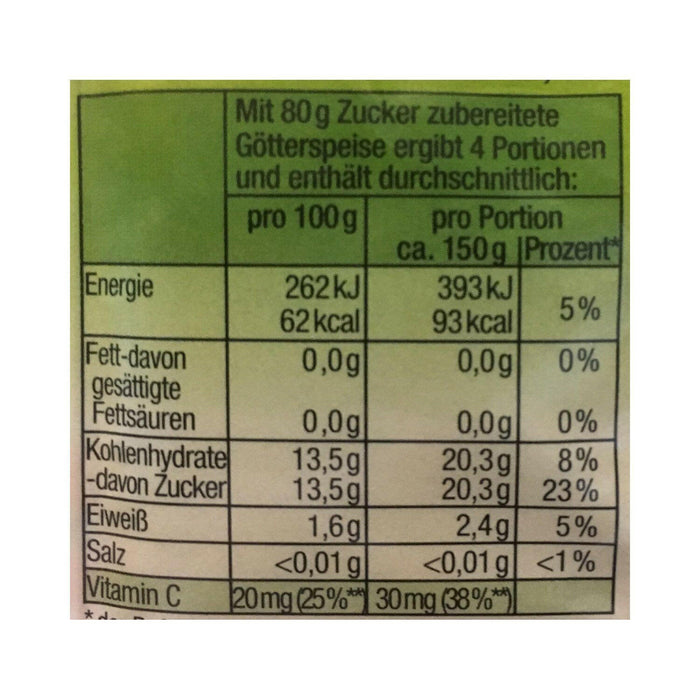 Mit 80g Zucker zubereitete
Götterspeise ergibt 4 Portionen
und enthält durchschnittlich:
pro 100g pro Portion
ca. 150g Prozent*
Energie 262kJ 393kJ
62kcal 93kcal 5%
Fett-davon 0,0g 0,0g 0%
gesättigte
Fettsäuren 0,0g 0,0g 0%
Kohlenhydrate 13,5g 20,3g 8%
-davon Zucker 13,5g 20,3g 23%
Eiweiß 1,6g 2,4g 5%
Salz <0,01g <0,01g <1%
Vitamin C 20mg (25%**) 30mg (38%**)